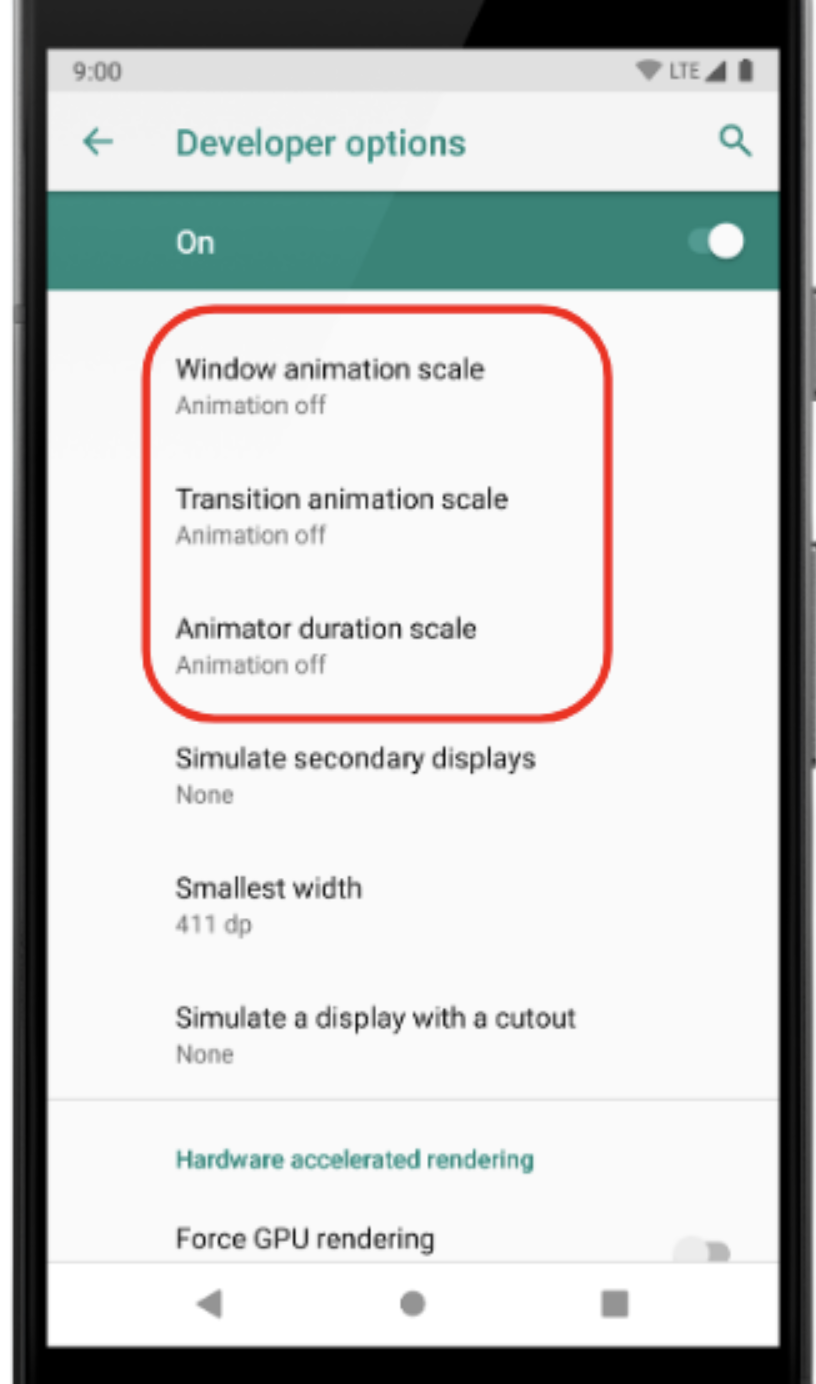 9:00 LTE
Developer options
On
Window animation scale
Animation off
Transition animation scale
Animation off
Animator duration scale
Animation off
Simulate secondary displays
None
Smallest width
411 dp
Simulate a display with a cutout
None
Hardware accelerated rendering
Force GPU rendering